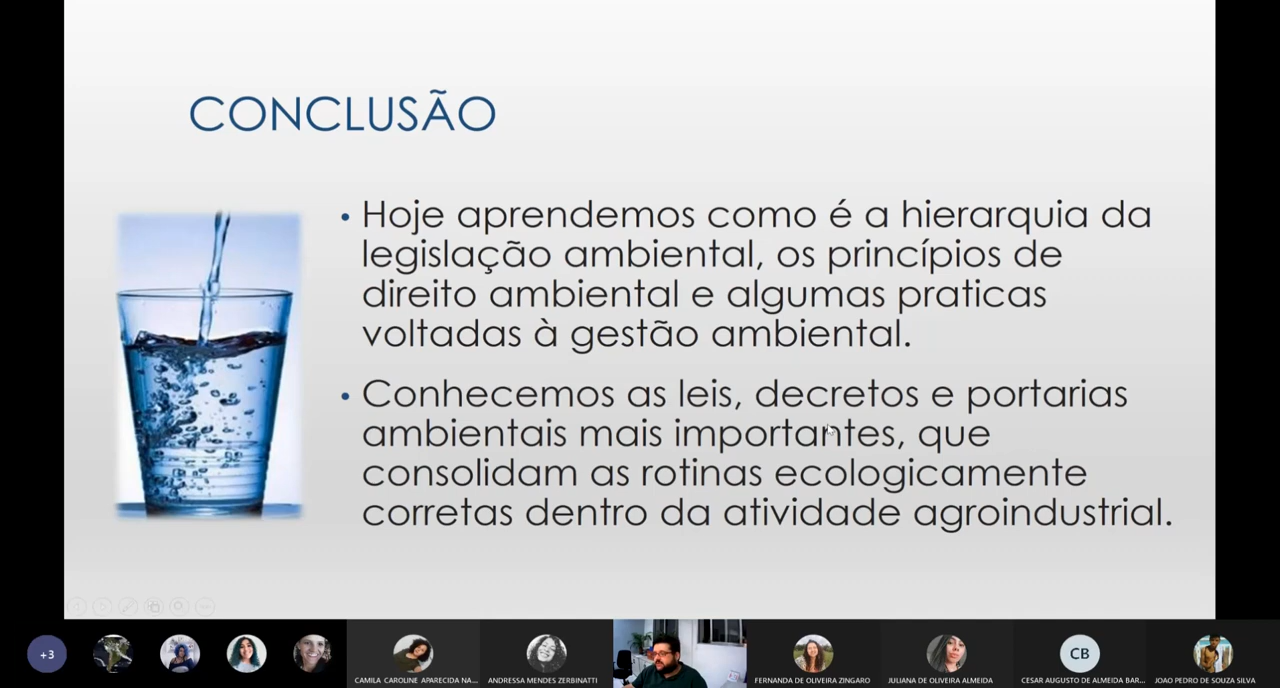 CONCLUSÃO
• Hoje aprendemos como é a hierarquia da
legislação ambiental, os princípios de
direito ambiental e algumas praticas
voltadas à gestão ambiental.
• Conhecemos as leis, decretos e portarias
ambientais mais importantes, que
consolidam as rotinas ecologicamente
corretas dentro da atividade agroindustrial.
+3
CB
CAMILA CAROLINE APARECIDA NA...
ANDRESSA MENDES ZERBINATTI
FERNANDA DE OLIVEIRA ZINGARO
JULIANA DE OLIVEIRA ALMEIDA
CESAR AUGUSTO DE ALMEIDA BAR...
JOAO PEDRO DE SOUZA SILVA